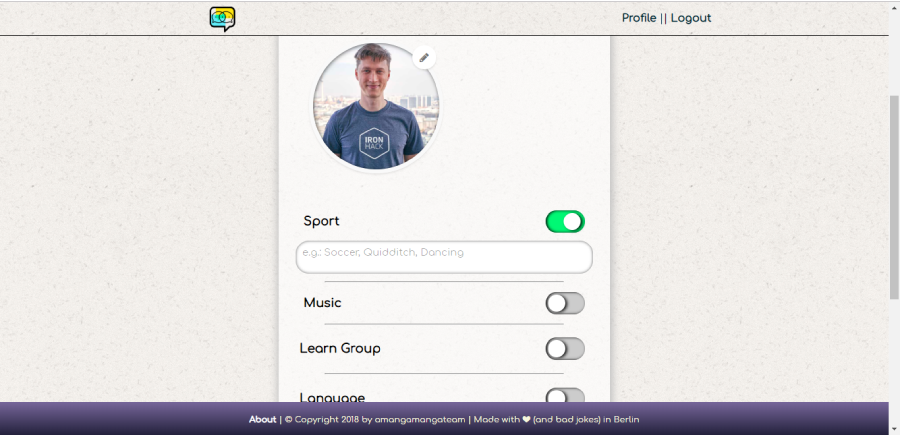 Profile || Logout
IRON
HACK
Sport
e.g.: Soccer, Quidditch, Dancing
Music
Learn Group
Language
About | © Copyright 2018 by amangamangateam | Made with ❤ (and bad jokes) in Berlin